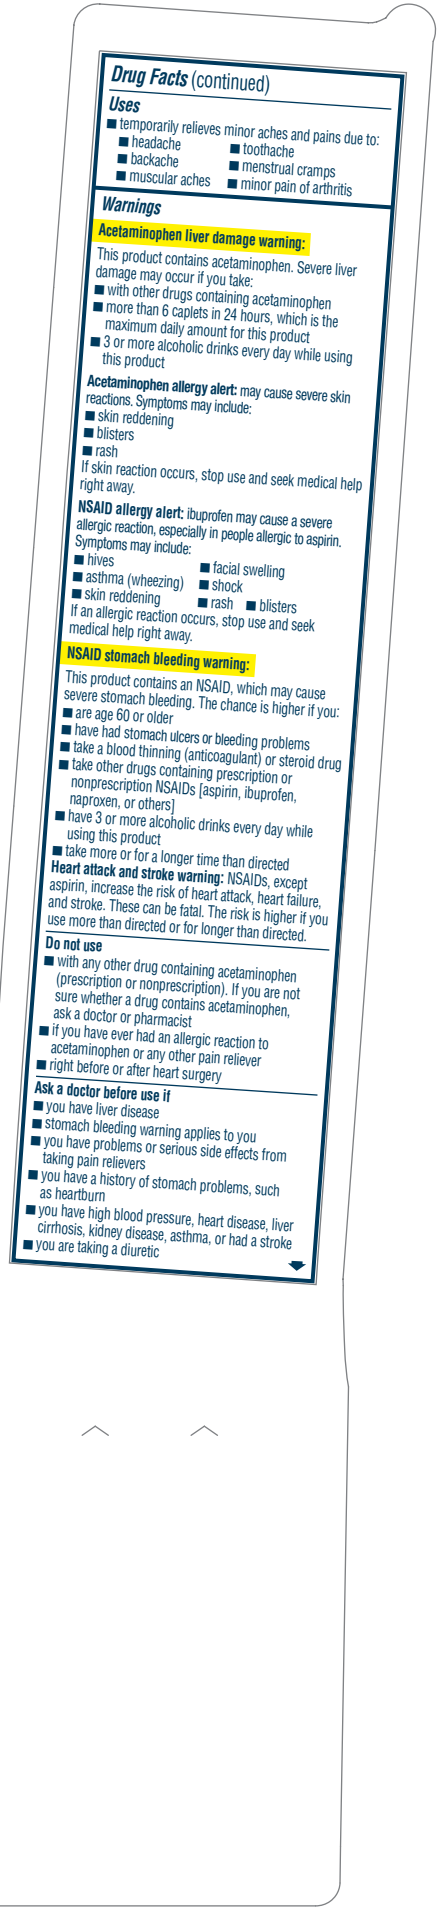 Drug Facts (continued)
Uses
■ temporarily relieves minor aches and pains due to:
■ headache ■ toothache
■ backache ■ menstrual cramps
■ muscular aches ■ minor pain of arthritis
Warnings
Acetaminophen liver damage warning:
This product contains acetaminophen. Severe liver
damage may occur if you take:
■ with other drugs containing acetaminophen
■ more than 6 caplets in 24 hours, which is the
maximum daily amount for this product
■ 3 or more alcoholic drinks every day while using
this product
Acetaminophen allergy alert: may cause severe skin
reactions. Symptoms may include:
■ skin reddening
■ blisters
■ rash
If skin reaction occurs, stop use and seek medical help
right away.
NSAID allergy alert: ibuprofen may cause a severe
allergic reaction, especially in people allergic to aspirin.
Symptoms may include:
■ hives ■ facial swelling
■ asthma (wheezing) ■ shock
■ skin reddening ■ rash ■ blisters
If an allergic reaction occurs, stop use and seek
medical help right away.
NSAID stomach bleeding warning:
This product contains an NSAID, which may cause
severe stomach bleeding. The chance is higher if you:
■ are age 60 or older
■ have had stomach ulcers or bleeding problems
■ take a blood thinning (anticoagulant) or steroid drug
■ take other drugs containing prescription or
nonprescription NSAIDs [aspirin, ibuprofen,
naproxen, or others]
■ have 3 or more alcoholic drinks every day while
using this product
■ take more or for a longer time than directed
Heart attack and stroke warning: NSAIDs, except
aspirin, increase the risk of heart attack, heart failure,
and stroke. These can be fatal. The risk is higher if you
use more than directed or for longer than directed.
Do not use
■ with any other drug containing acetaminophen
(prescription or nonprescription). If you are not
sure whether a drug contains acetaminophen,
ask a doctor or pharmacist
■ if you have ever had an allergic reaction to
acetaminophen or any other pain reliever
■ right before or after heart surgery
Ask a doctor before use if
■ you have liver disease
■ stomach bleeding warning applies to you
■ you have problems or serious side effects from
taking pain relievers
■ you have a history of stomach problems, such
as heartburn
■ you have high blood pressure, heart disease, liver
cirrhosis, kidney disease, asthma, or had a stroke
■ you are taking a diuretic